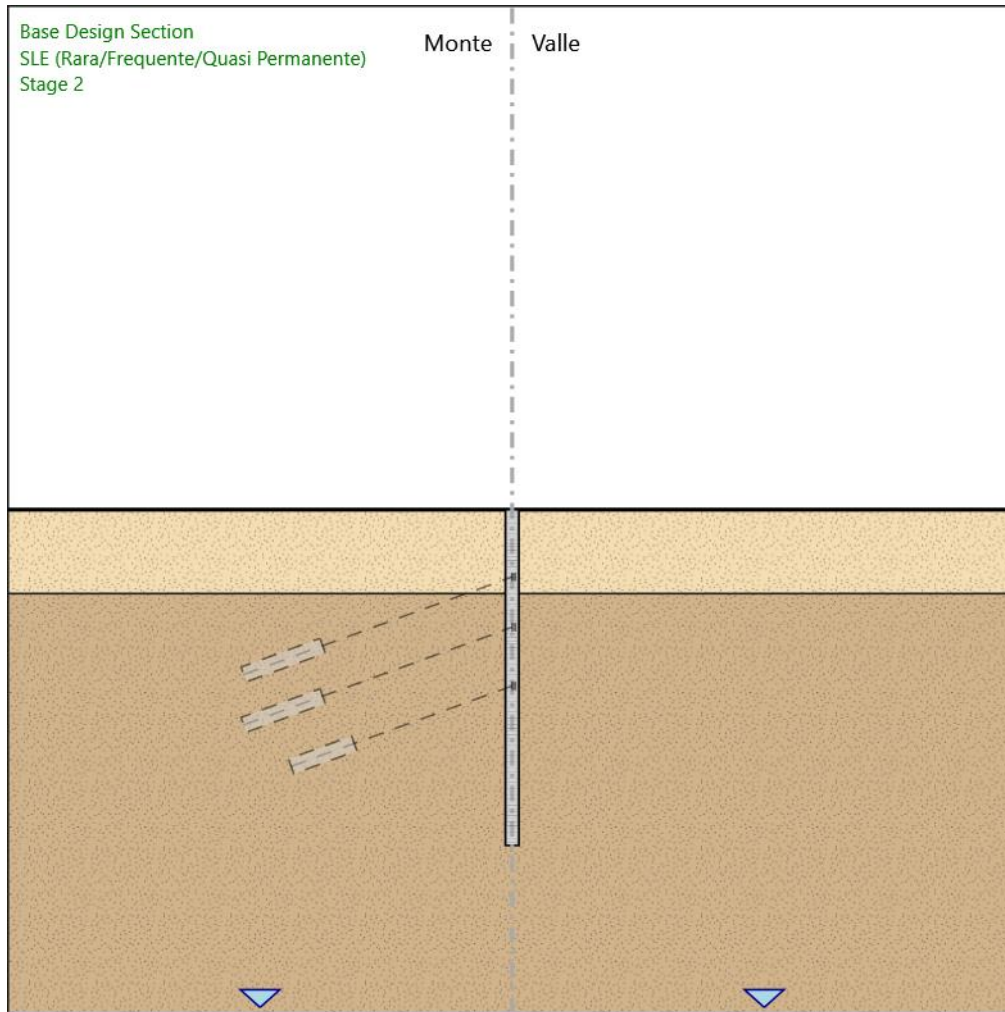 Base Design Section
SLE (Rara/Frequente/Quasi Permanente)
Stage 2
Monte
Valle